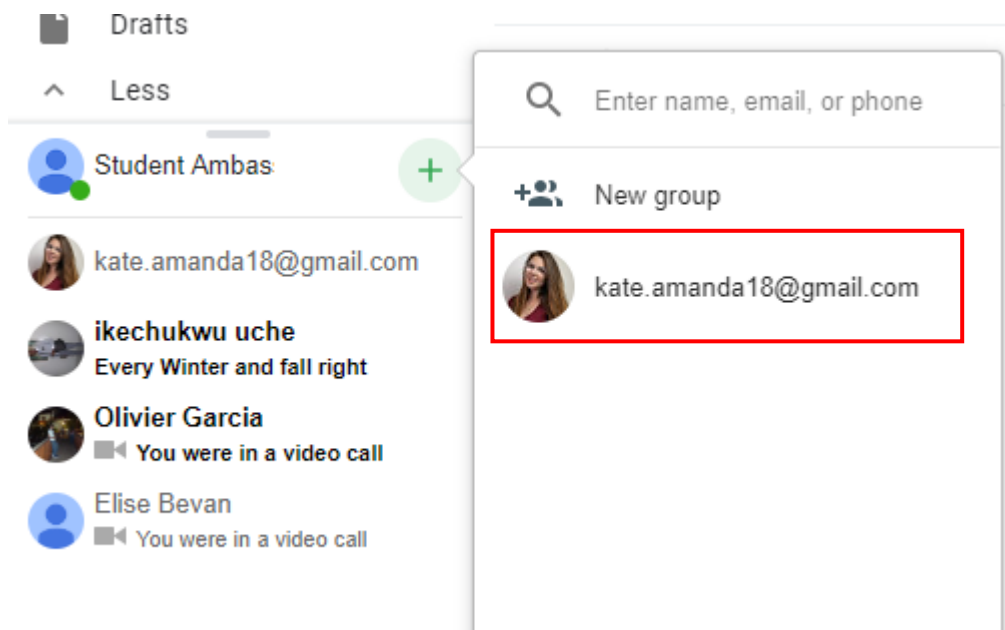 Drafts
Less
Student Ambas
kate.amanda18@gmail.com
ikechukwu uche
Every Winter and fall right
Olivier Garcia
You were in a video call
Elise Bevan
You were in a video call
Enter name, email, or phone
New group
kate.amanda18@gmail.com